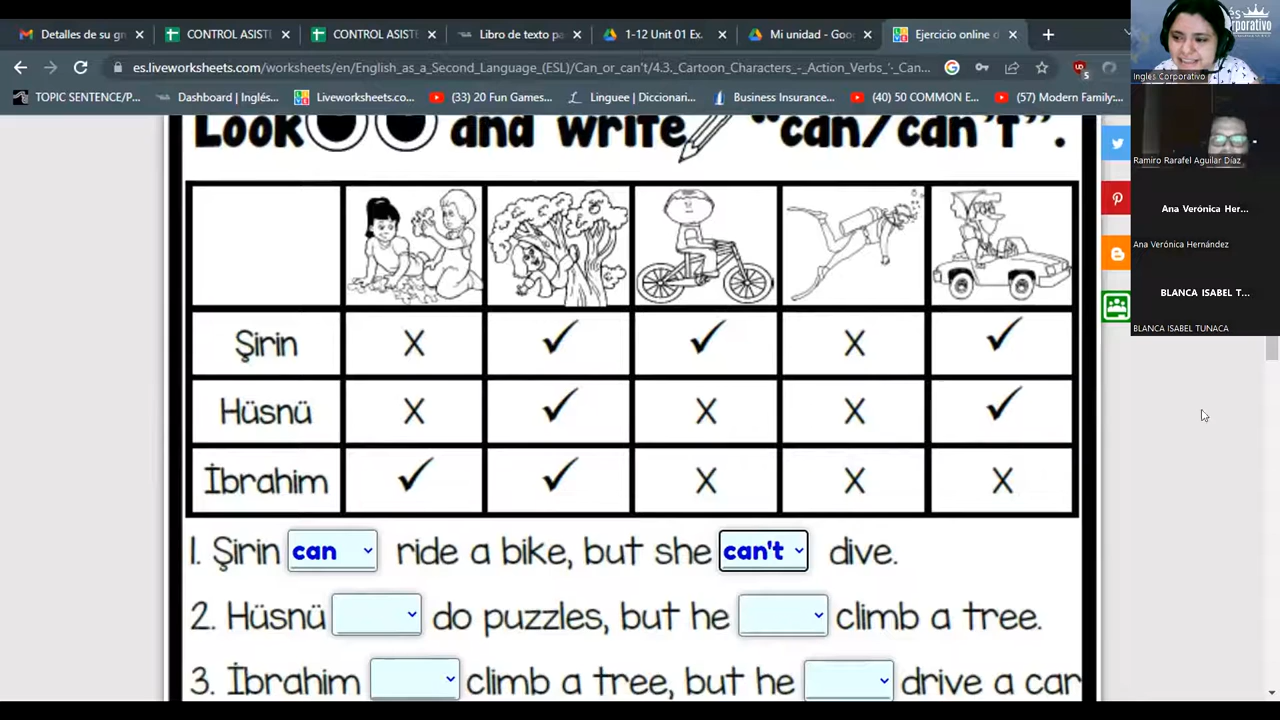 Detalles de su gn
CONTROL ASISTE
CONTROL ASISTE
Libro de texto pa
1-12 Unit 01 Ex.
Mi unidad - Goog
Ejercicio online d
es.liveworksheets.com/worksheets/en/English_as_a_Second_Language_(ESL)/Can_or_can't/4.3._Cartoon_Characters_-_Action_Verbs_'-_Can...
TOPIC SENTENCE/P...
Dashboard | Inglés...
Liveworksheets.co...
(33) 20 Fun Games...
Linguee | Diccionari...
Business Insurance...
(40) 50 COMMON E...
(57) Modern Family:...
Look and write "can/can't".
Şirin X ✓ ✓ X ✓
Hüsnü X ✓ X X ✓
İbrahim ✓ ✓ X X X
1. Şirin can ride a bike, but she can't dive.
2. Hüsnü do puzzles, but he climb a tree.
3. İbrahim climb a tree, but he drive a car
Inglés Corporativo
Ramiro Rarafel Aguilar Díaz
Ana Verónica Her...
Ana Verónica Hernández
BLANCA ISABEL T...
BLANCA ISABEL TUNACA